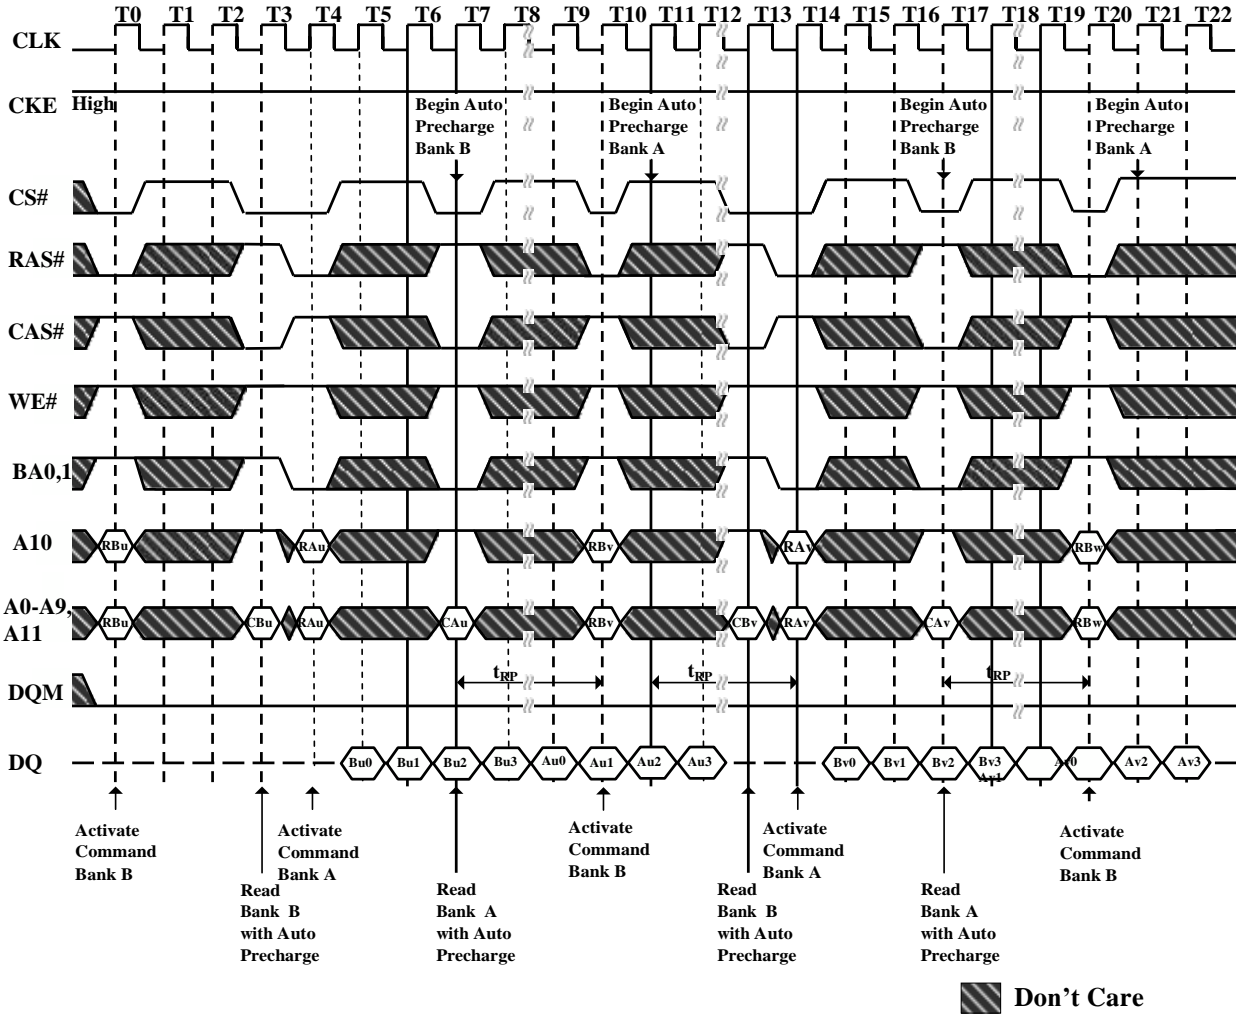 T0 T1 T2 T3 T4 T5 T6 T7 T8 T9 T10 T11 T12 T13 T14 T15 T16 T17 T18 T19 T20 T21 T22
CLK
CKE High
Begin Auto
Precharge
Bank B
Begin Auto
Precharge
Bank A
Begin Auto
Precharge
Bank B
Begin Auto
Precharge
Bank A
CS#
RAS#
CAS#
WE#
BA0,1
A10 RBu RAu RBv RAv RBw
A0-A9,
A11
RBu CBu RAu CAu RBv CBv RAv CAv RBw
DQM
tRP tRP tRP
DQ Bu0 Bu1 Bu2 Bu3 Au0 Au1 Au2 Au3 Bv0 Bv1 Bv2 Bv3 Av0 Av2 Av3
Av1
Activate
Command
Bank B
Activate
Command
Bank A
Activate
Command
Bank B
Activate
Command
Bank A
Activate
Command
Bank B
Read
Bank B
with Auto
Precharge
Read
Bank A
with Auto
Precharge
Read
Bank B
with Auto
Precharge
Read
Bank A
with Auto
Precharge
Don't Care